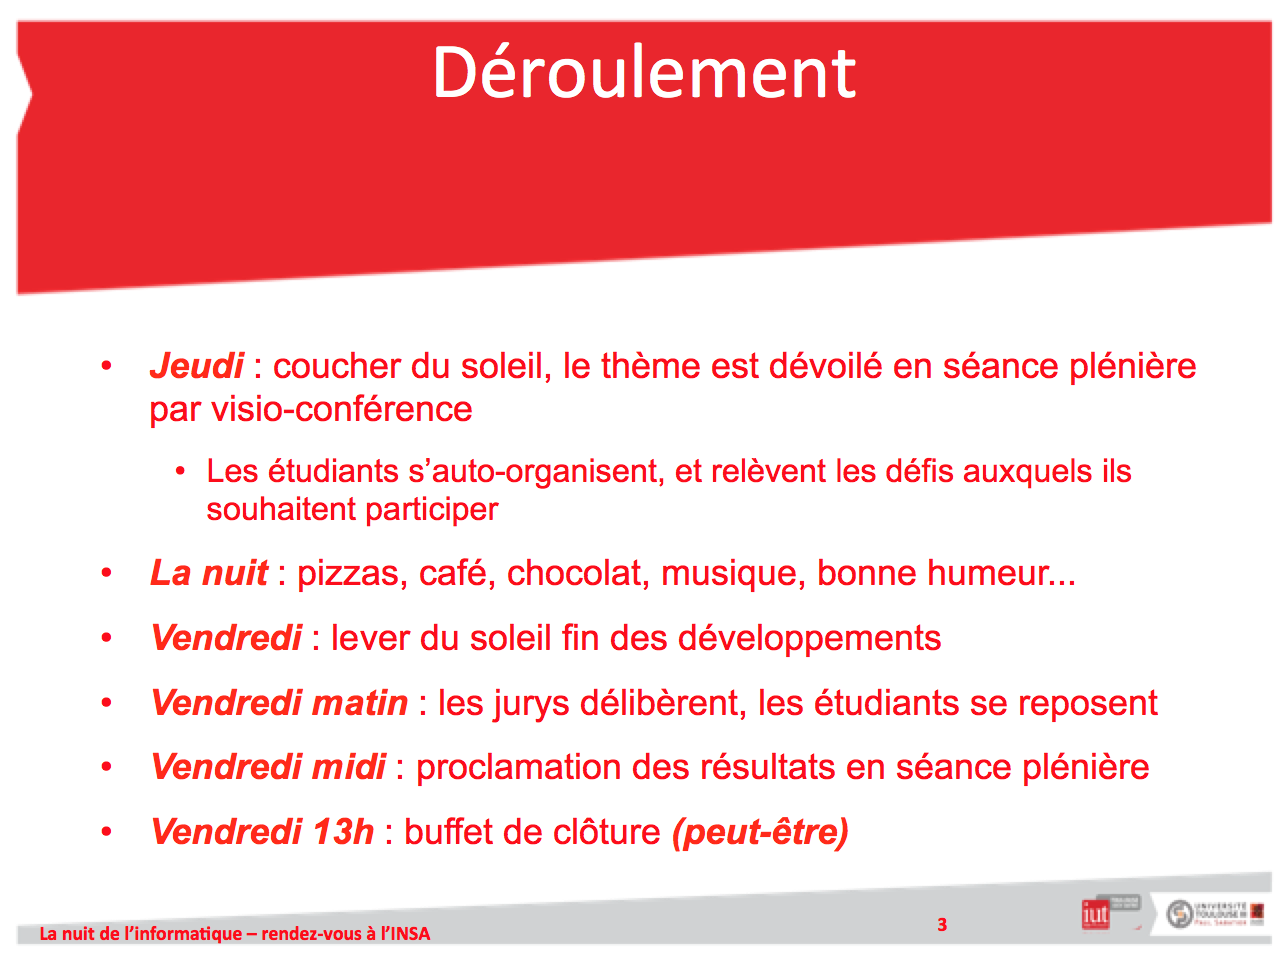 Déroulement
• Jeudi : coucher du soleil, le thème est dévoilé en séance plénière
par visio-conférence
• Les étudiants s’auto-organisent, et relèvent les défis auxquels ils
souhaitent participer
• La nuit : pizzas, café, chocolat, musique, bonne humeur...
• Vendredi : lever du soleil fin des développements
• Vendredi matin : les jurys délibèrent, les étudiants se reposent
• Vendredi midi : proclamation des résultats en séance plénière
• Vendredi 13h : buffet de clôture (peut-être)
La nuit de l’informatique – rendez-vous à l’INSA
3
iut
UNIVERSITÉ
TOULOUSE III
PAUL SABATIER